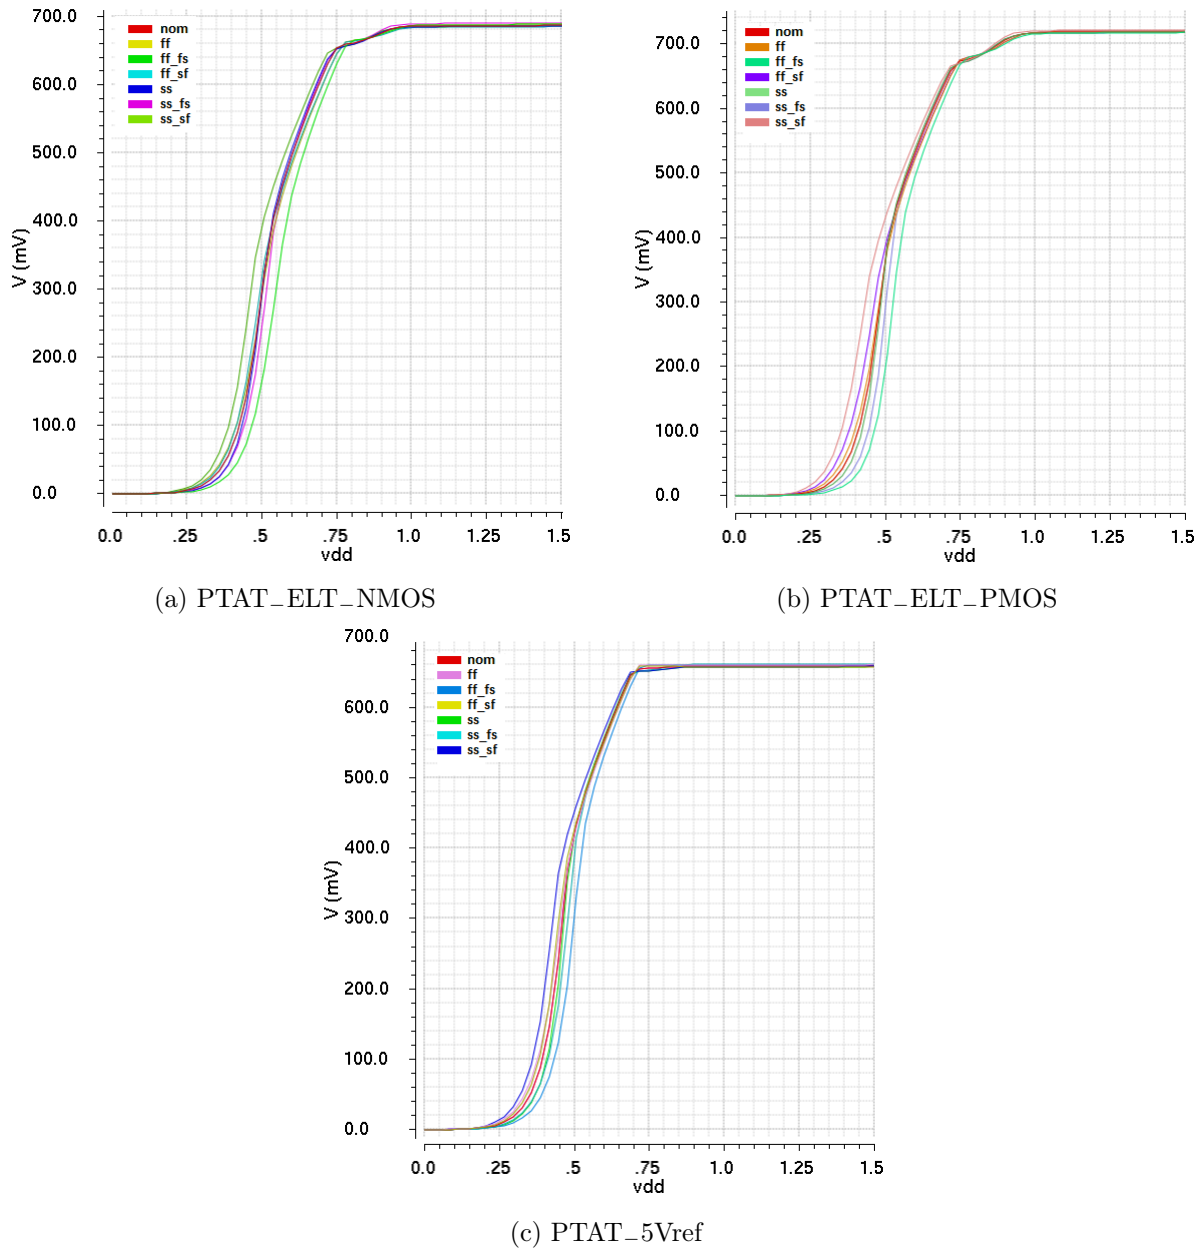 700.0
600.0
500.0
400.0
300.0
200.0
100.0
0.0
V (mV)
nom
ff
ff_fs
ff_sf
ss
ss_fs
ss_sf
0.0 .25 .5 .75 1.0 1.25 1.5
vdd
(a) PTAT_ELT_NMOS
700.0
600.0
500.0
400.0
300.0
200.0
100.0
0.0
V (mV)
nom
ff
ff_fs
ff_sf
ss
ss_fs
ss_sf
0.0 .25 .5 .75 1.0 1.25 1.5
vdd
(b) PTAT_ELT_PMOS
700.0
600.0
500.0
400.0
300.0
200.0
100.0
0.0
V (mV)
nom
ff
ff_fs
ff_sf
ss
ss_fs
ss_sf
0.0 .25 .5 .75 1.0 1.25 1.5
vdd
(c) PTAT_5Vref